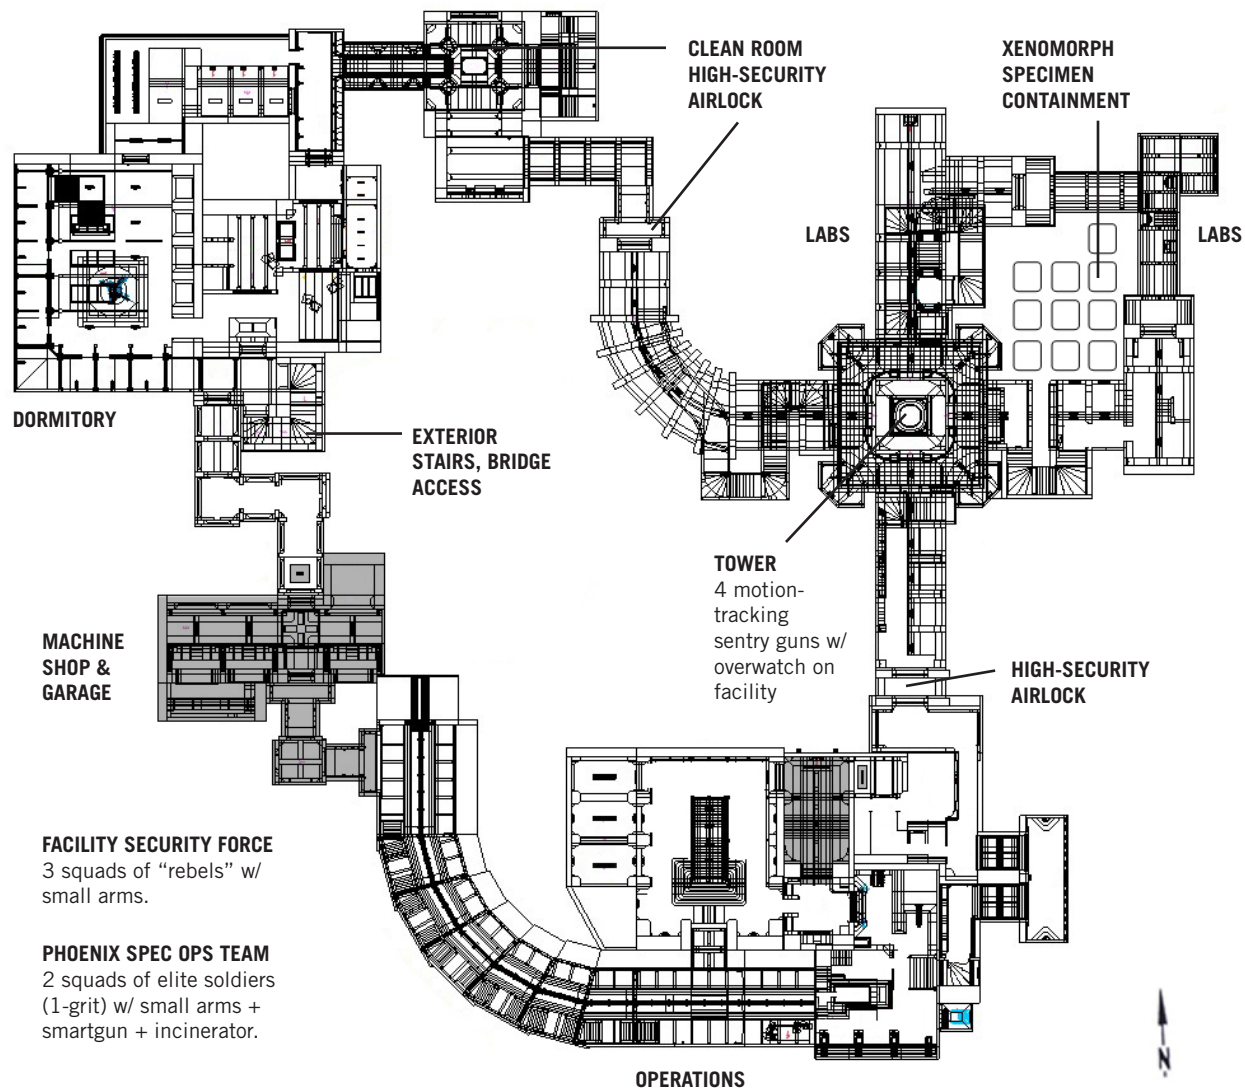 CLEAN ROOM
HIGH-SECURITY
AIRLOCK
XENOMORPH
SPECIMEN
CONTAINMENT
LABS
LABS
DORMITORY
EXTERIOR
STAIRS, BRIDGE
ACCESS
TOWER
4 motion-
tracking
sentry guns w/
overwatch on
facility
MACHINE
SHOP &
GARAGE
HIGH-SECURITY
AIRLOCK
FACILITY SECURITY FORCE
3 squads of “rebels” w/
small arms.
PHOENIX SPEC OPS TEAM
2 squads of elite soldiers
(1-grit) w/ small arms +
smartgun + incinerator.
OPERATIONS
N